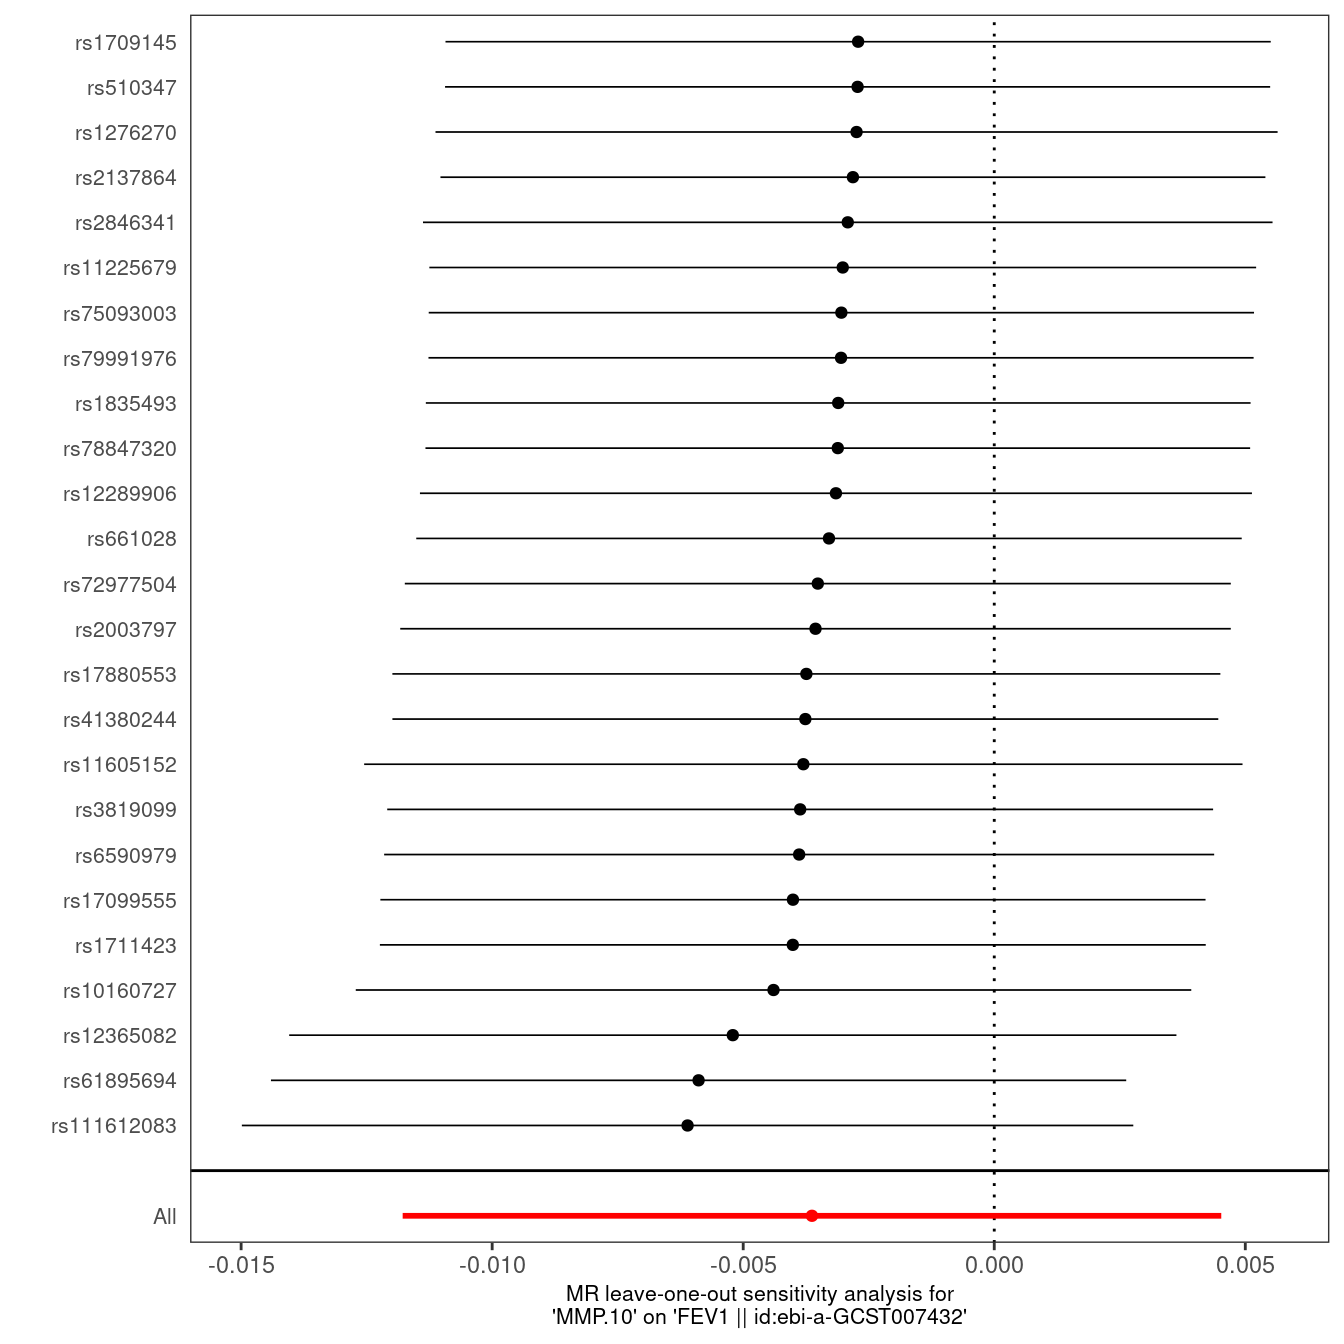 rs1709145
rs510347
rs1276270
rs2137864
rs2846341
rs11225679
rs75093003
rs79991976
rs1835493
rs78847320
rs12289906
rs661028
rs72977504
rs2003797
rs17880553
rs41380244
rs11605152
rs3819099
rs6590979
rs17099555
rs1711423
rs10160727
rs12365082
rs61895694
rs111612083
All
-0.015 -0.010 -0.005 0.000 0.005
MR leave-one-out sensitivity analysis for
'MMP.10' on 'FEV1 || id:ebi-a-GCST007432'